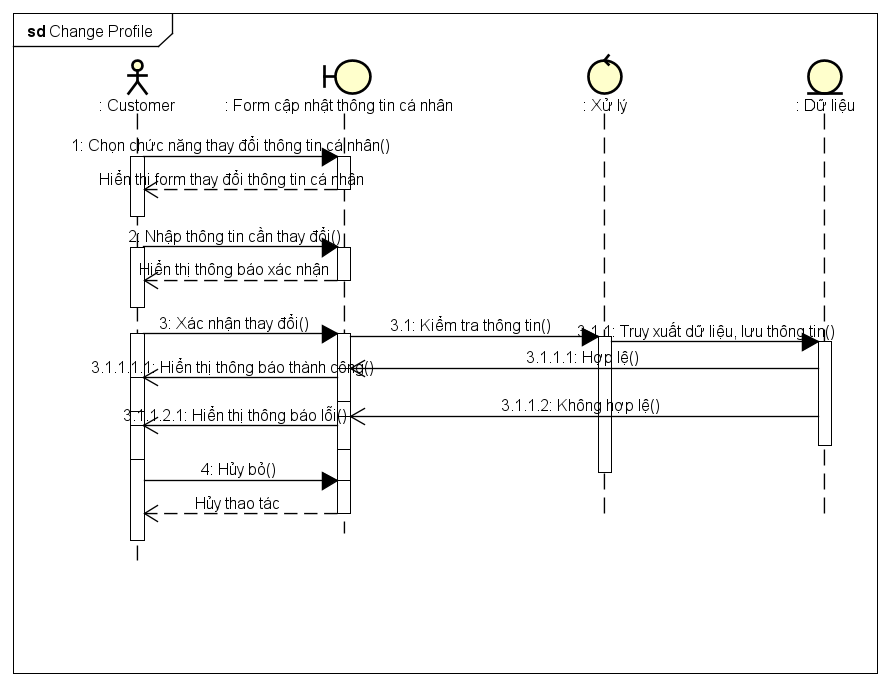 sd Change Profile
: Customer
: Form cập nhật thông tin cá nhân
: Xử lý
: Dữ liệu
1: Chọn chức năng thay đổi thông tin cá nhân()
Hiển thị form thay đổi thông tin cá nhân
2: Nhập thông tin cần thay đổi()
Hiển thị thông báo xác nhận
3: Xác nhận thay đổi()
3.1: Kiểm tra thông tin()
3.1.1: Truy xuất dữ liệu, lưu thông tin()
3.1.1.1: Hợp lệ()
3.1.1.1.1: Hiển thị thông báo thành công()
3.1.1.2: Không hợp lệ()
3.1.1.2.1: Hiển thị thông báo lỗi()
4: Hủy bỏ()
Hủy thao tác